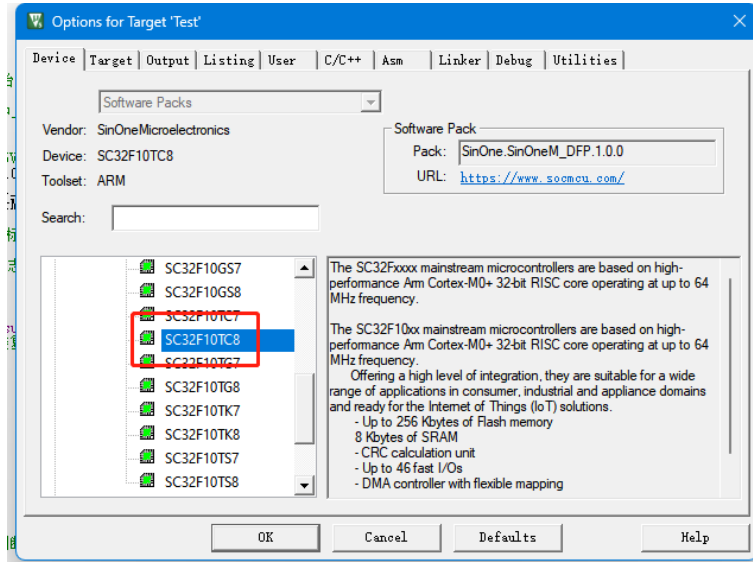 Options for Target 'Test'
Device Target Output Listing User C/C++ Asm Linker Debug Utilities
Software Packs
Vendor: SinOneMicroelectronics
Device: SC32F10TC8
Toolset: ARM
Software Pack
Pack: SinOne.SinOneM_DFP.1.0.0
URL: https://www.socmcu.com/
Search:
SC32F10GS7
SC32F10GS8
SC32F10TC7
SC32F10TC8
SC32F10TG7
SC32F10TG8
SC32F10TK7
SC32F10TK8
SC32F10TS7
SC32F10TS8
The SC32Fxxxx mainstream microcontrollers are based on high-
performance Arm Cortex-M0+ 32-bit RISC core operating at up to 64
MHz frequency.
The SC32F10xx mainstream microcontrollers are based on high-
performance Arm Cortex-M0+ 32-bit RISC core operating at up to 64
MHz frequency.
Offering a high level of integration, they are suitable for a wide
range of applications in consumer, industrial and appliance domains
and ready for the Internet of Things (IoT) solutions.
- Up to 256 Kbytes of Flash memory
8 Kbytes of SRAM
- CRC calculation unit
- Up to 46 fast I/Os
- DMA controller with flexible mapping
OK Cancel Defaults Help